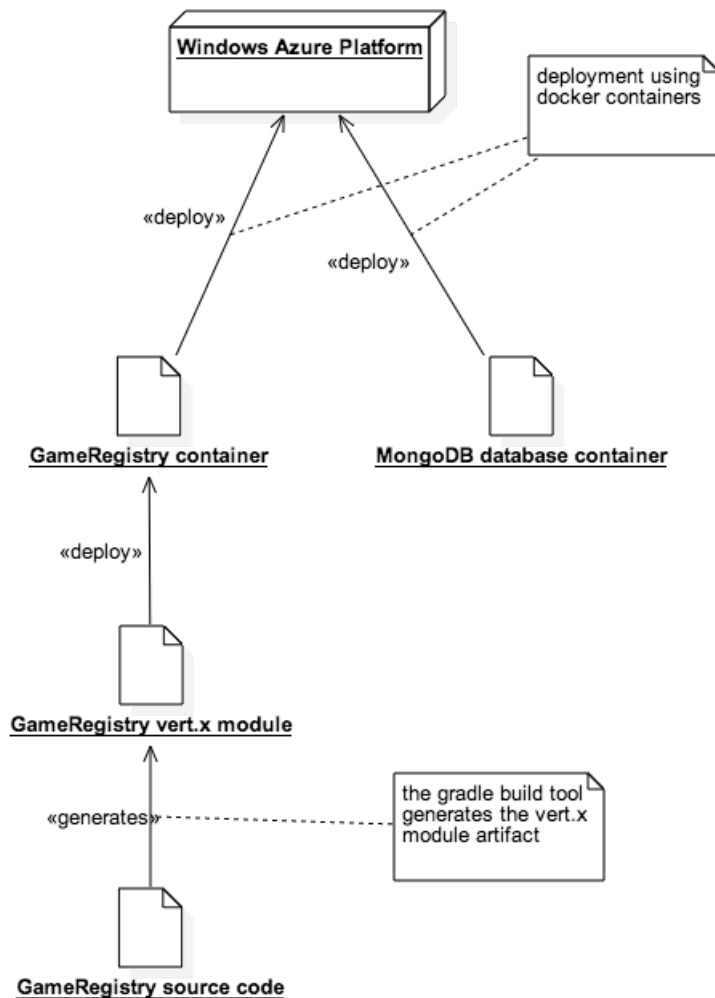 Windows Azure Platform
deployment using
docker containers
«deploy»
«deploy»
GameRegistry container
MongoDB database container
«deploy»
GameRegistry vert.x module
the gradle build tool
generates the vert.x
module artifact
«generates»
GameRegistry source code